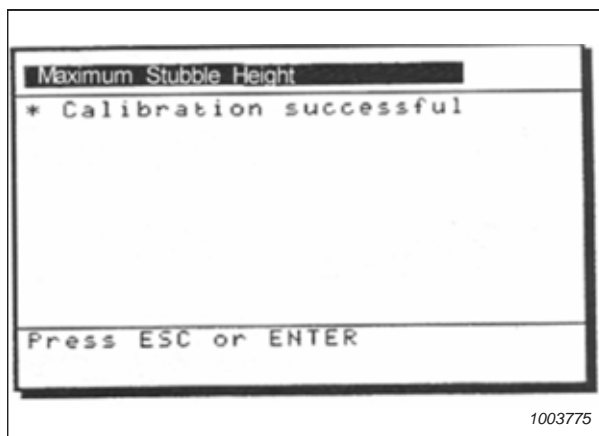 Maximum Stubble Height
* Calibration successful
Press ESC or ENTER
1003775